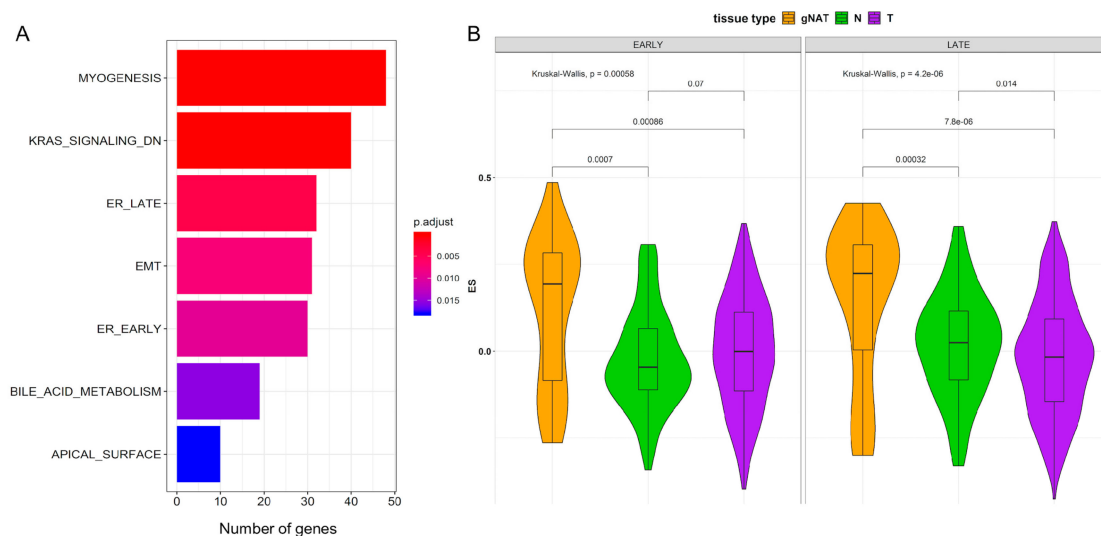 A
MYOGENESIS
KRAS_SIGNALING_DN
ER_LATE
EMT
ER_EARLY
BILE_ACID_METABOLISM
APICAL_SURFACE
0 10 20 30 40 50
Number of genes
p.adjust
0.005
0.010
0.015
B
tissue type gNAT N T
EARLY
LATE
Kruskal-Wallis, p = 0.00058
0.07
0.00086
0.0007
Kruskal-Wallis, p = 4.2e-06
0.014
7.8e-06
0.00032
ES
0.5
0.0